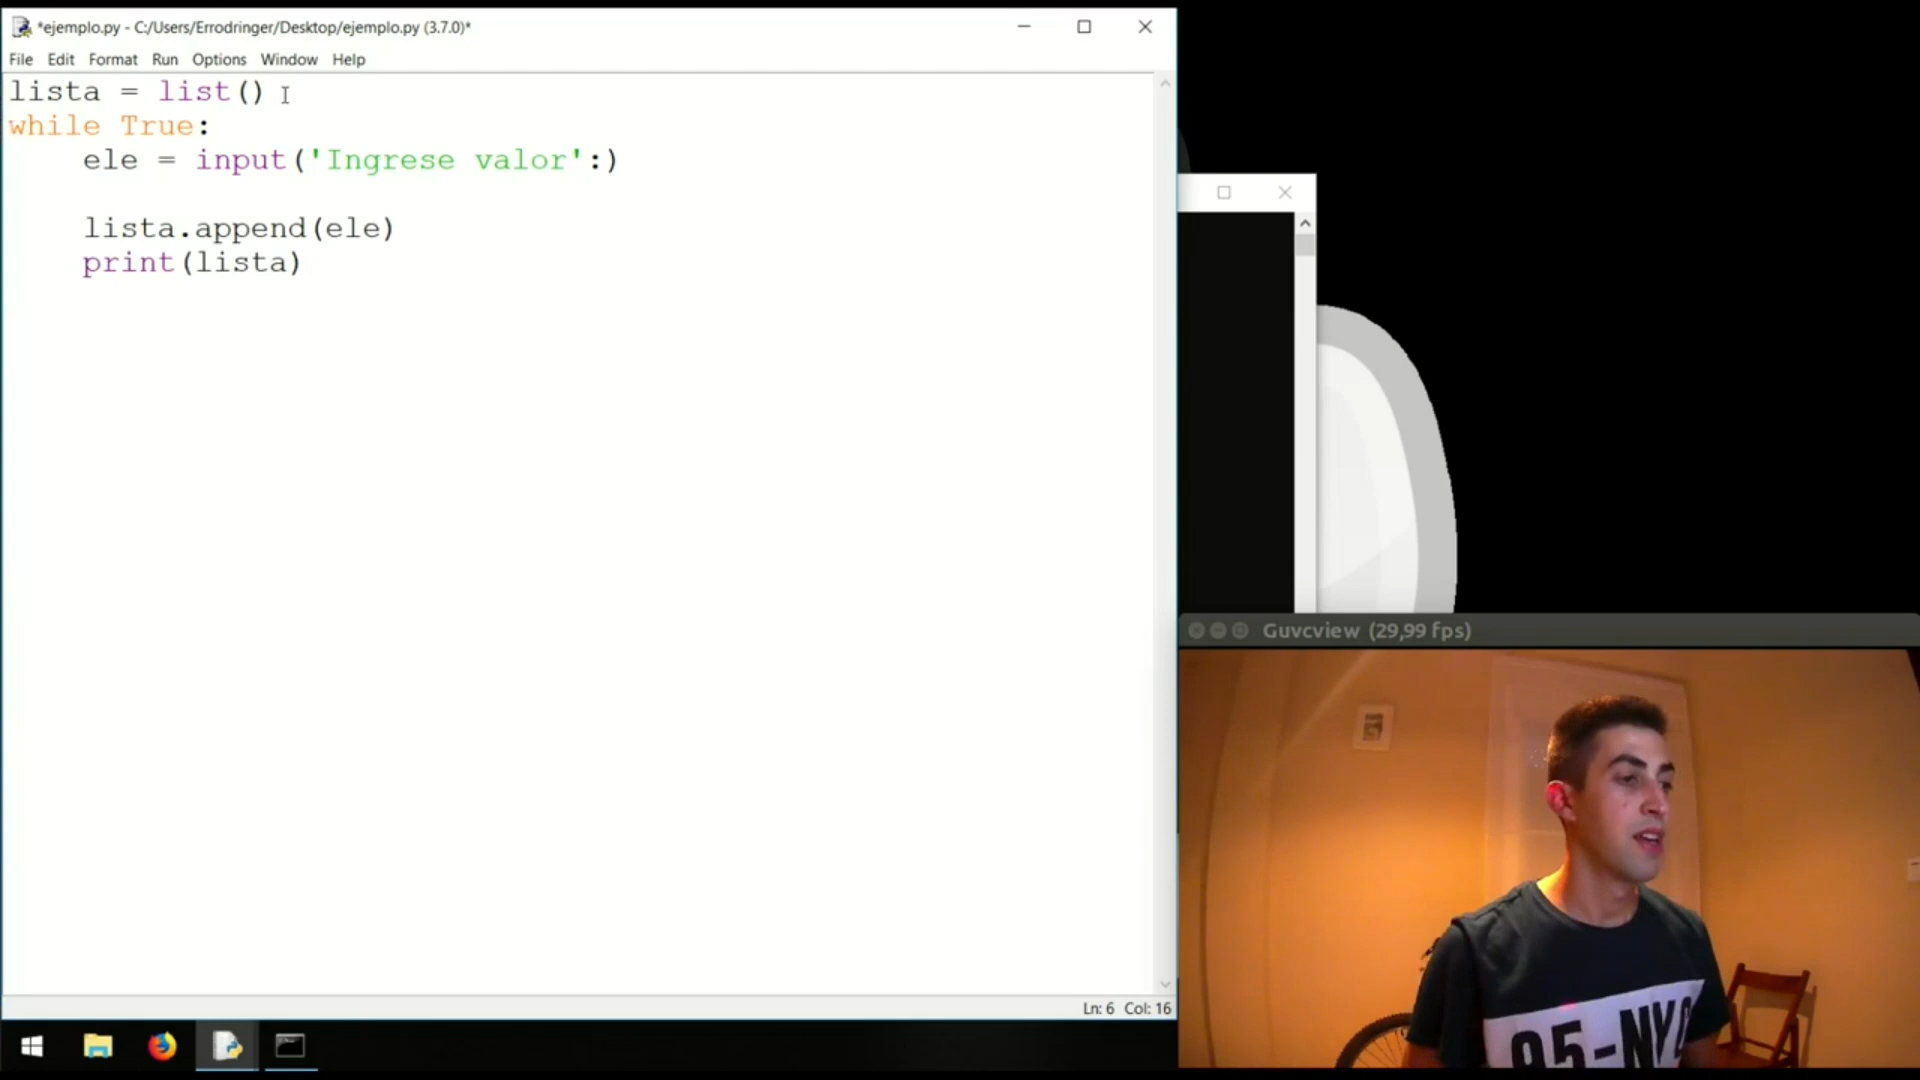 *ejemplo.py - C:/Users/Errodringer/Desktop/ejemplo.py (3.7.0)*
File Edit Format Run Options Window Help
lista = list()
while True:
ele = input('Ingrese valor':)
lista.append(ele)
print(lista)
Ln: 6 Col: 16
Guvcview (29,99 fps)
95-NYC